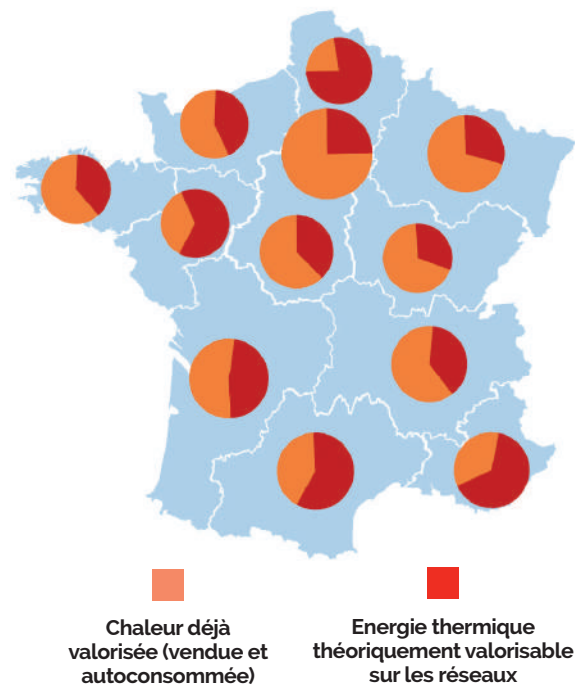 Chaleur déjà
valorisée (vendue et
autoconsommée)
Energie thermique
théoriquement valorisable
sur les réseaux